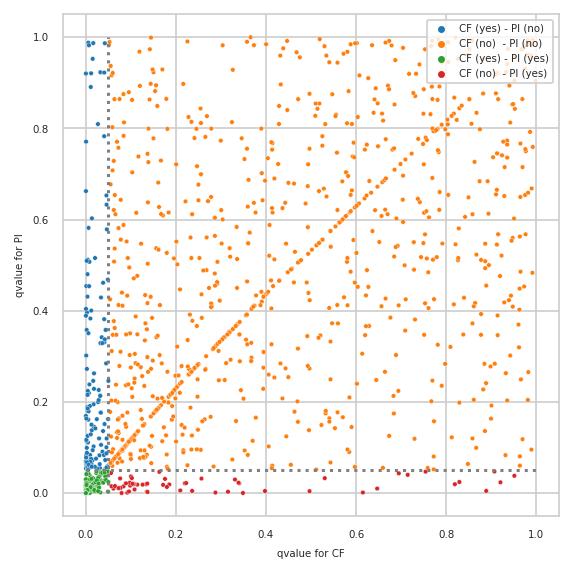 CF (yes) - PI (no)
CF (no)  - PI (no)
CF (yes) - PI (yes)
CF (no)  - PI (yes)
1.0
0.8
0.6
0.4
0.2
0.0
qvalue for PI
0.0 0.2 0.4 0.6 0.8 1.0
qvalue for CF